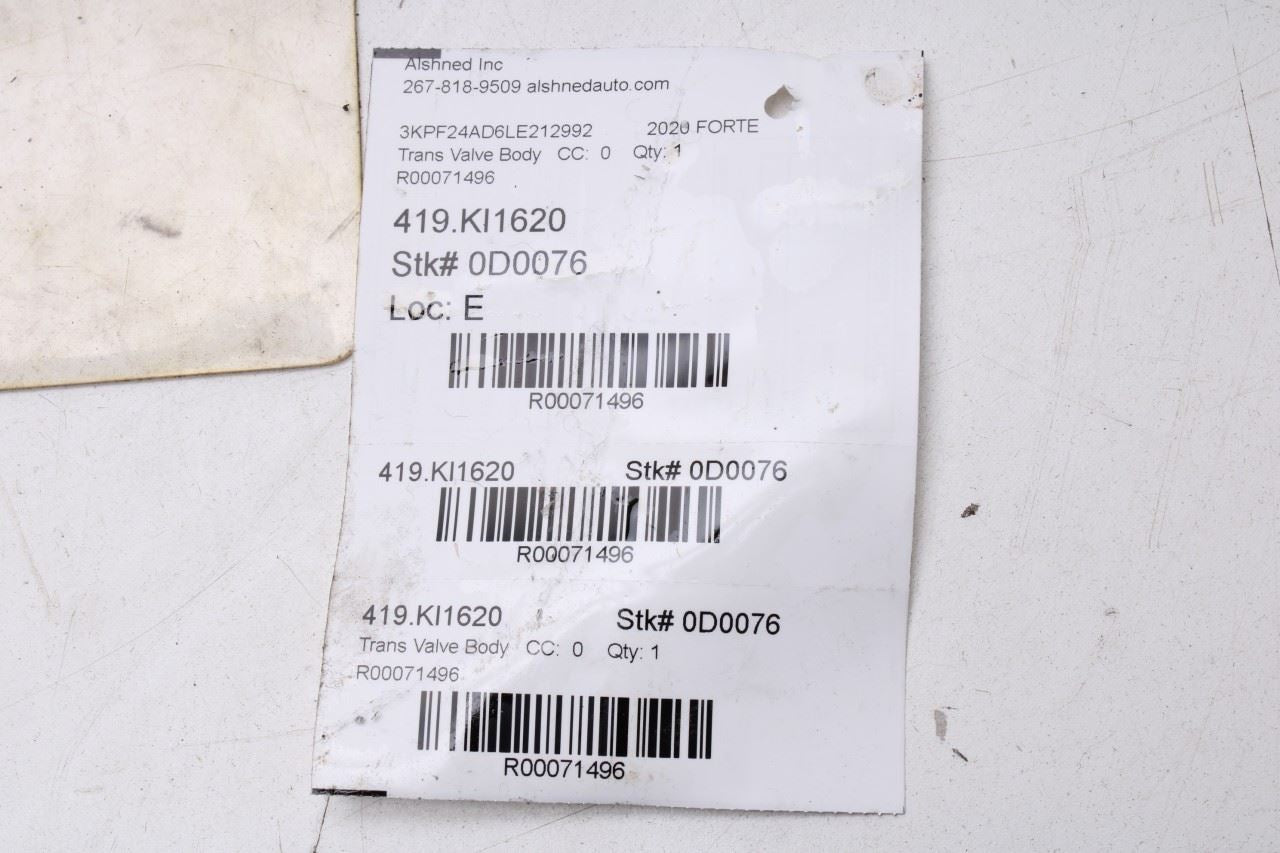 Alshned Inc
267-818-9509 alshnedauto.com
3KPF24AD6LE212992 2020 FORTE
Trans Valve Body CC: 0 Qty: 1
R00071496
419.KI1620
Stk# 0D0076
Loc: E
R00071496
419.KI1620 Stk# 0D0076
R00071496
419.KI1620 Stk# 0D0076
Trans Valve Body CC: 0 Qty: 1
R00071496
R00071496